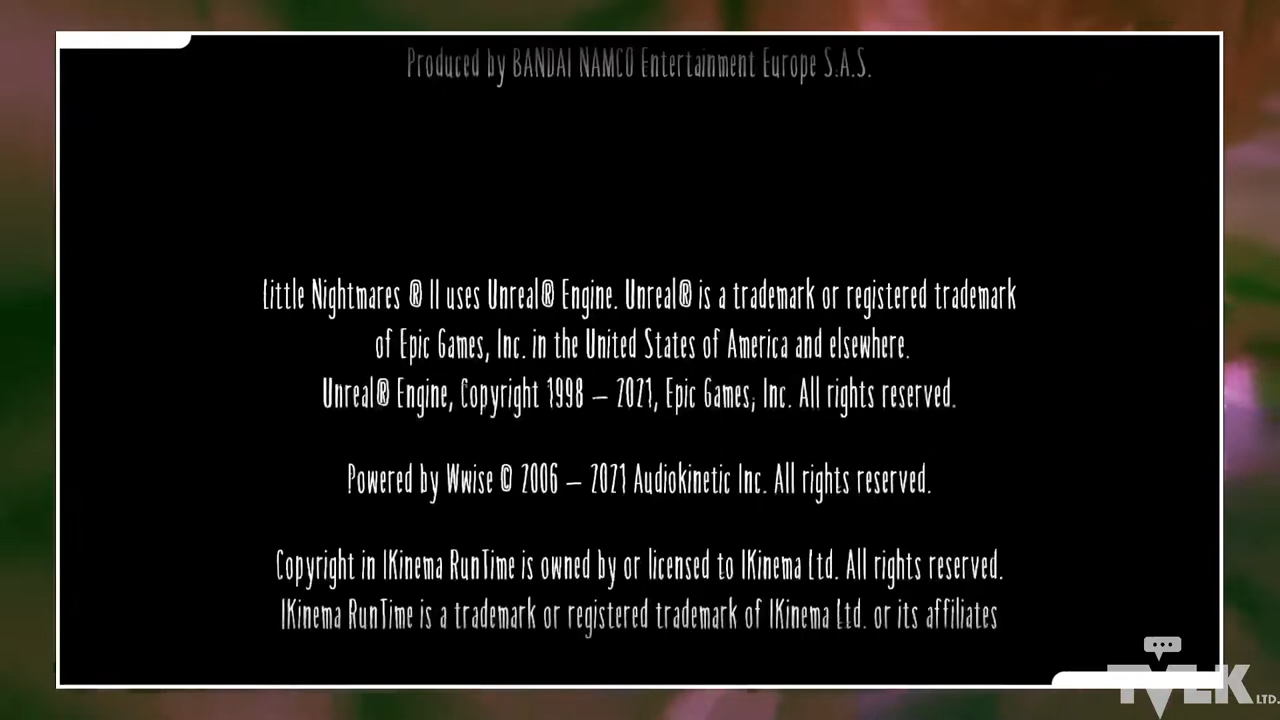 Produced by BANDAI NAMCO Entertainment Europe S.A.S.
Little Nightmares ® II uses Unreal® Engine. Unreal® is a trademark or registered trademark
of Epic Games, Inc. in the United States of America and elsewhere.
Unreal® Engine, Copyright 1998 – 2021, Epic Games, Inc. All rights reserved.
Powered by Wwise © 2006 – 2021 Audiokinetic Inc. All rights reserved.
Copyright in IKinema RunTime is owned by or licensed to IKinema Ltd. All rights reserved.
IKinema RunTime is a trademark or registered trademark of IKinema Ltd. or its affiliates
LTD.